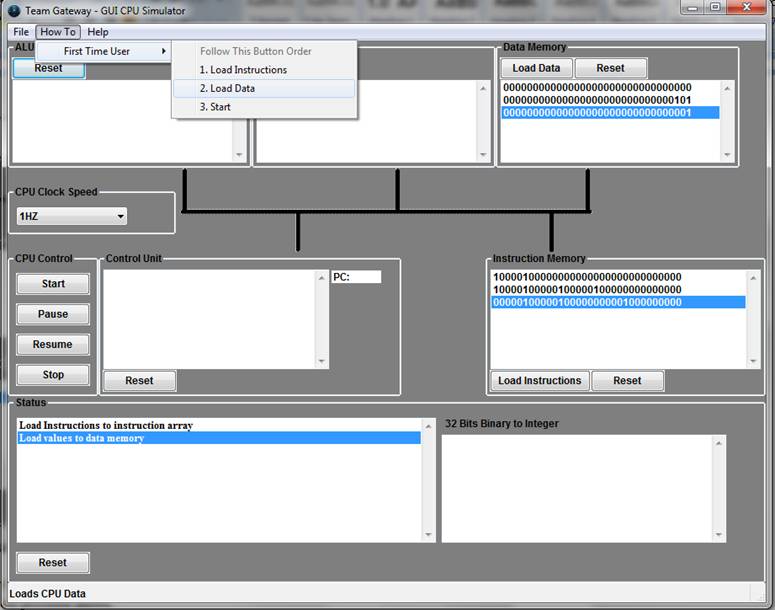 Team Gateway - GUI CPU Simulator
File How To Help
First Time User
Follow This Button Order
1. Load Instructions
2. Load Data
3. Start
ALU
Reset
Data Memory
Load Data Reset
00000000000000000000000000000000
00000000000000000000000000000101
00000000000000000000000000000001
CPU Clock Speed
1HZ
CPU Control
Start
Pause
Resume
Stop
Control Unit
PC:
Reset
Instruction Memory
10000100000000000000000000000000
10000100000100000100000000000000
00000100000100000000001000000000
Load Instructions Reset
Status
Load Instructions to instruction array
Load values to data memory
32 Bits Binary to Integer
Reset
Loads CPU Data